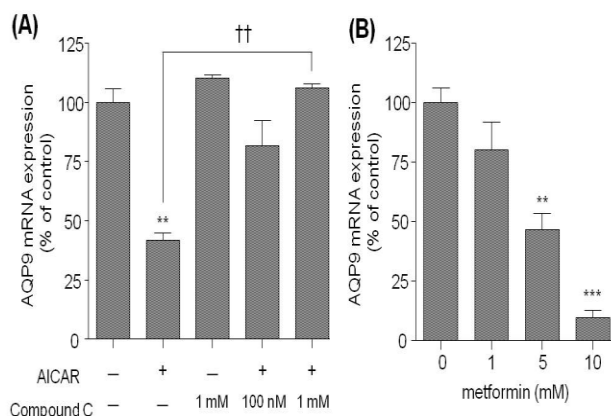 (A)
AQP9 mRNA expression
(% of control)
125
100
75
50
25
0
**
††
AICAR – + – + +
Compound C – – 1 mM 100 nM 1 mM
(B)
AQP9 mRNA expression
(% of control)
125
100
75
50
25
0
**
***
0 1 5 10
metformin (mM)